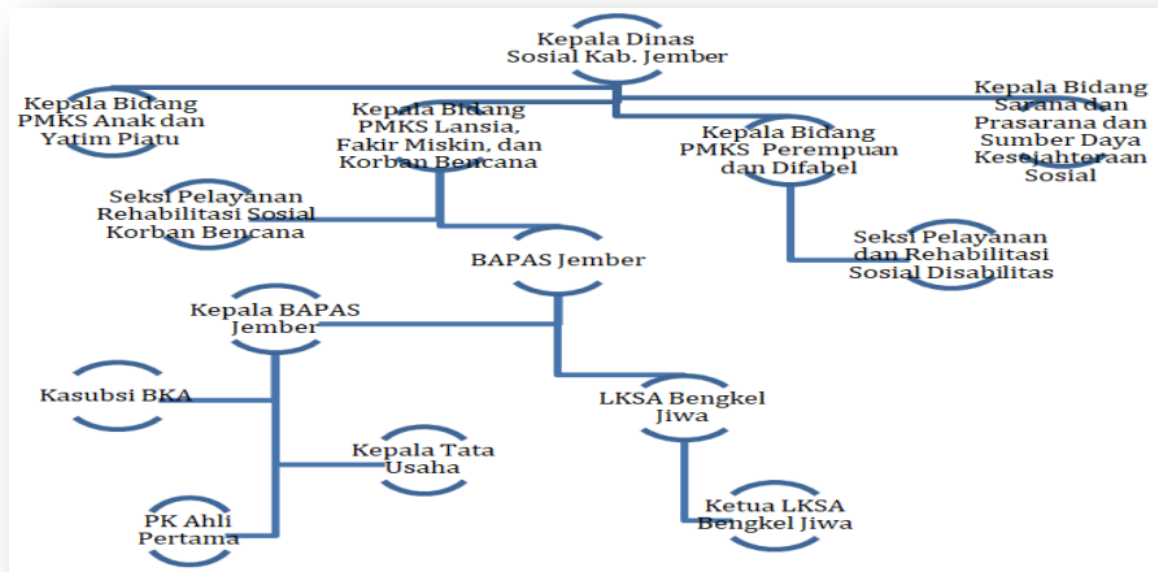 Kepala Dinas
Sosial Kab. Jember
Kepala Bidang
PMKS Anak dan
Yatim Piatu
Kepala Bidang
PMKS Lansia,
Fakir Miskin, dan
Korban Bencana
Kepala Bidang
PMKS Perempuan
dan Difabel
Kepala Bidang
Sarana dan
Prasarana dan
Sumber Daya
Kesejahteraan
Sosial
Seksi Pelayanan
Rehabilitasi Sosial
Korban Bencana
BAPAS Jember
Seksi Pelayanan
dan Rehabilitasi
Sosial Disabilitas
Kepala BAPAS
Jember
Kasubsi BKA
LKSA Bengkel
Jiwa
Kepala Tata
Usaha
PK Ahli
Pertama
Ketua LKSA
Bengkel Jiwa